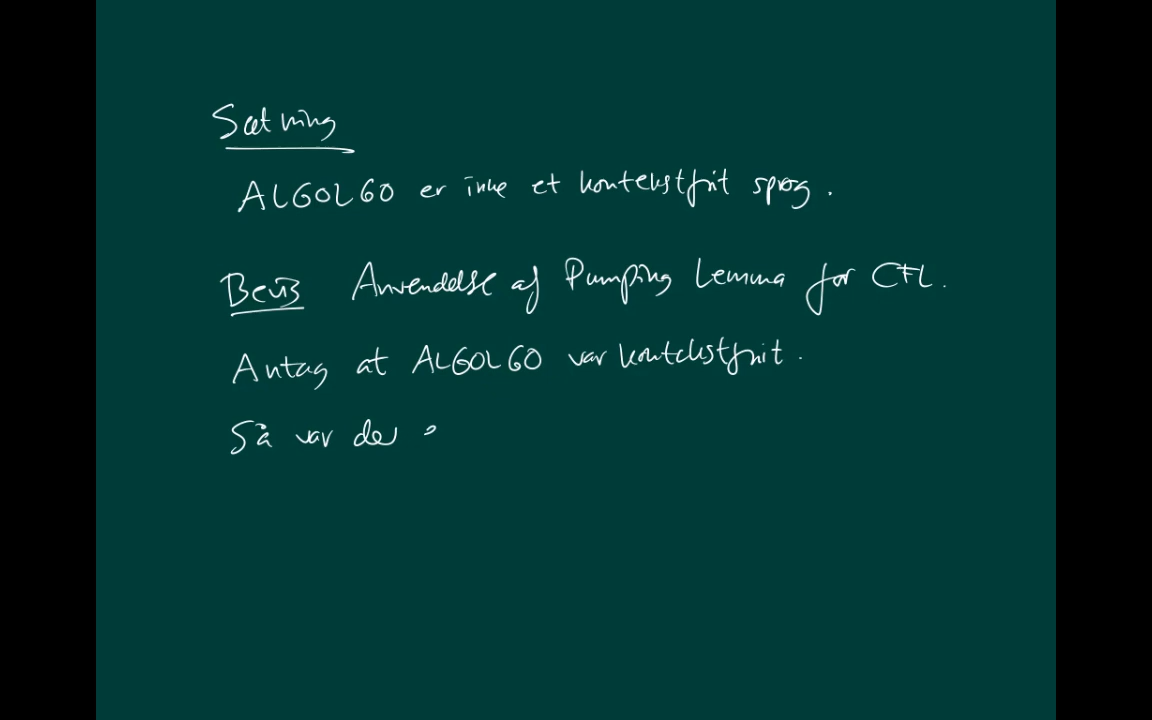 Sætning
ALGOL60 er ikke et kontekstfrit sprog.
Bevis Anvendelse af Pumping Lemma for CFL.
Antag at ALGOL60 var kontekstfrit.
Så var der